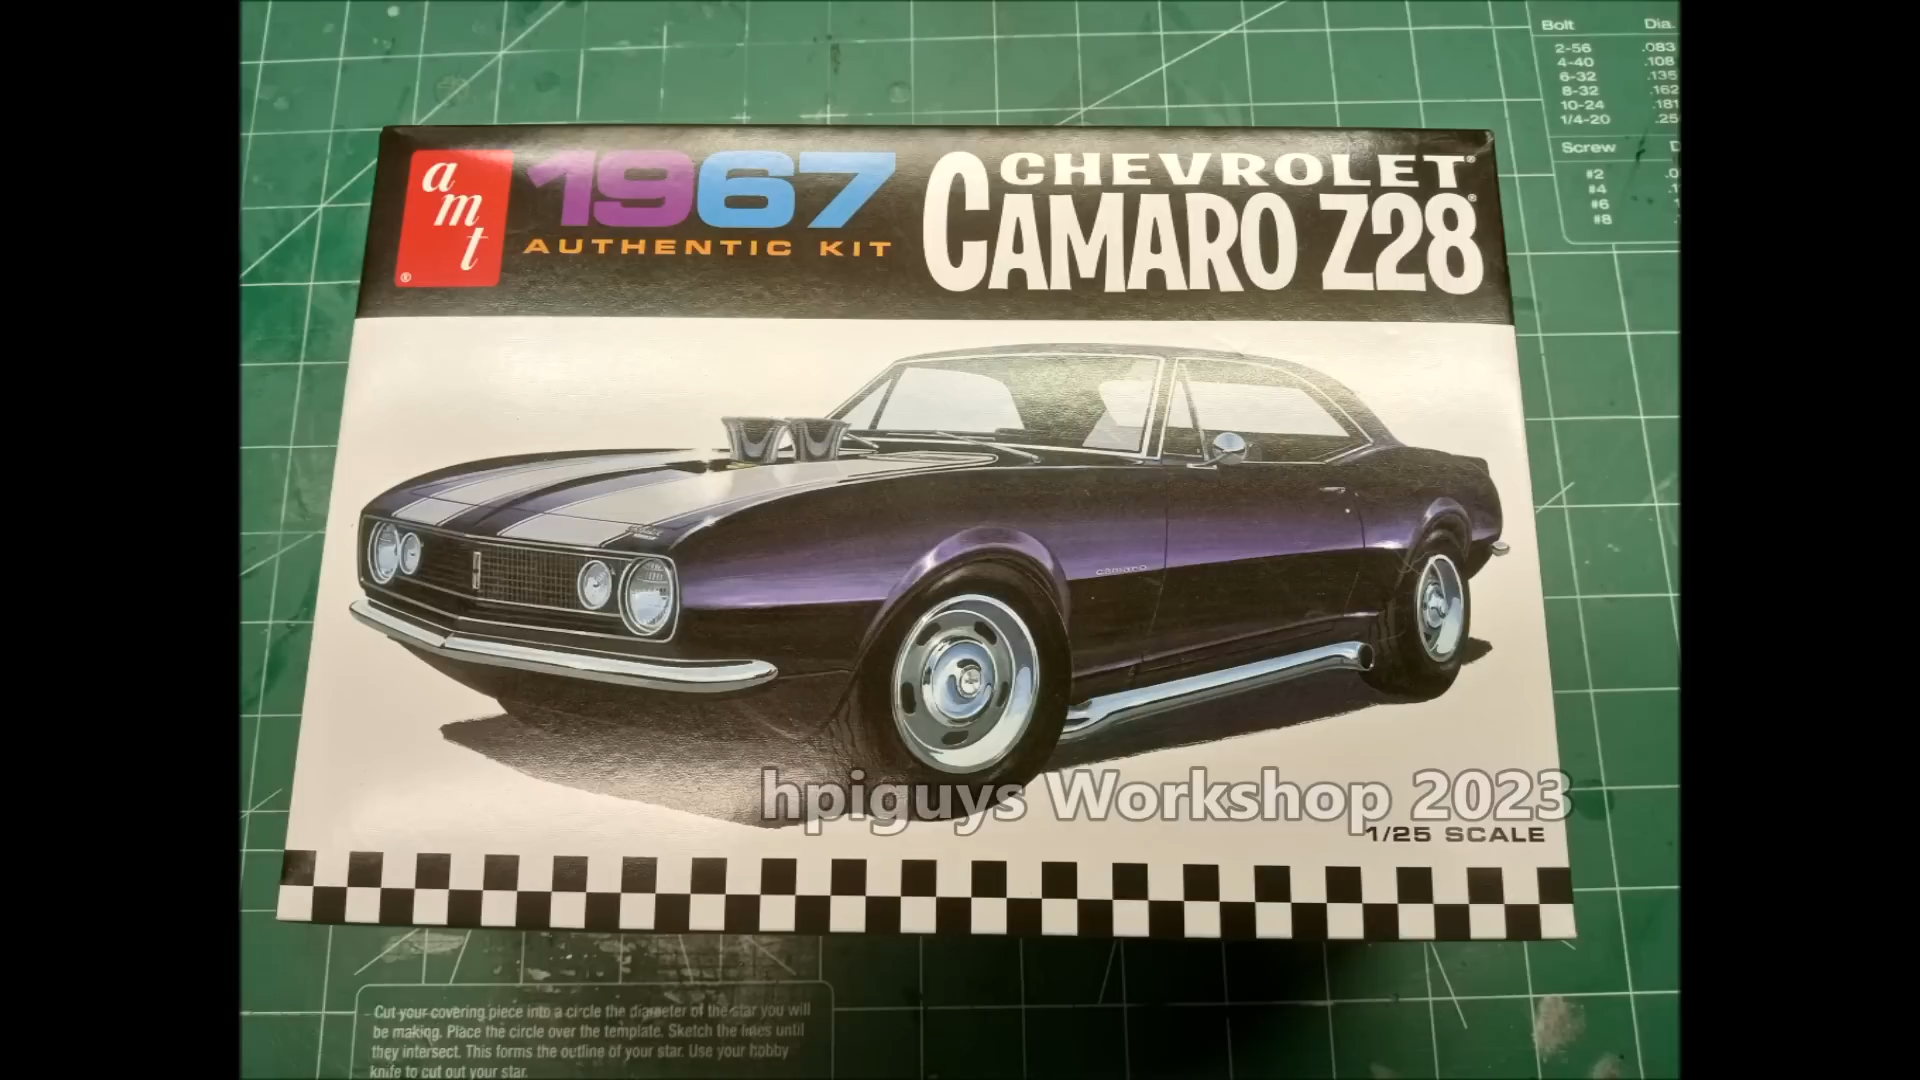 Bolt Dia.
2-56 .083
4-40 .108
6-32 .135
8-32 .162
10-24 .181
1/4-20 .25
Screw
#2
#4
#6
#8
a
m
t
®
1967
AUTHENTIC KIT
CHEVROLET®
CAMARO Z28®
camaro
hpiguys Workshop 2023
1/25 SCALE
Cut your covering piece into a circle the diameter of the star you will
be making. Place the circle over the template. Sketch the lines until
they intersect. This forms the outline of your star. Use your hobby
knife to cut out your star.